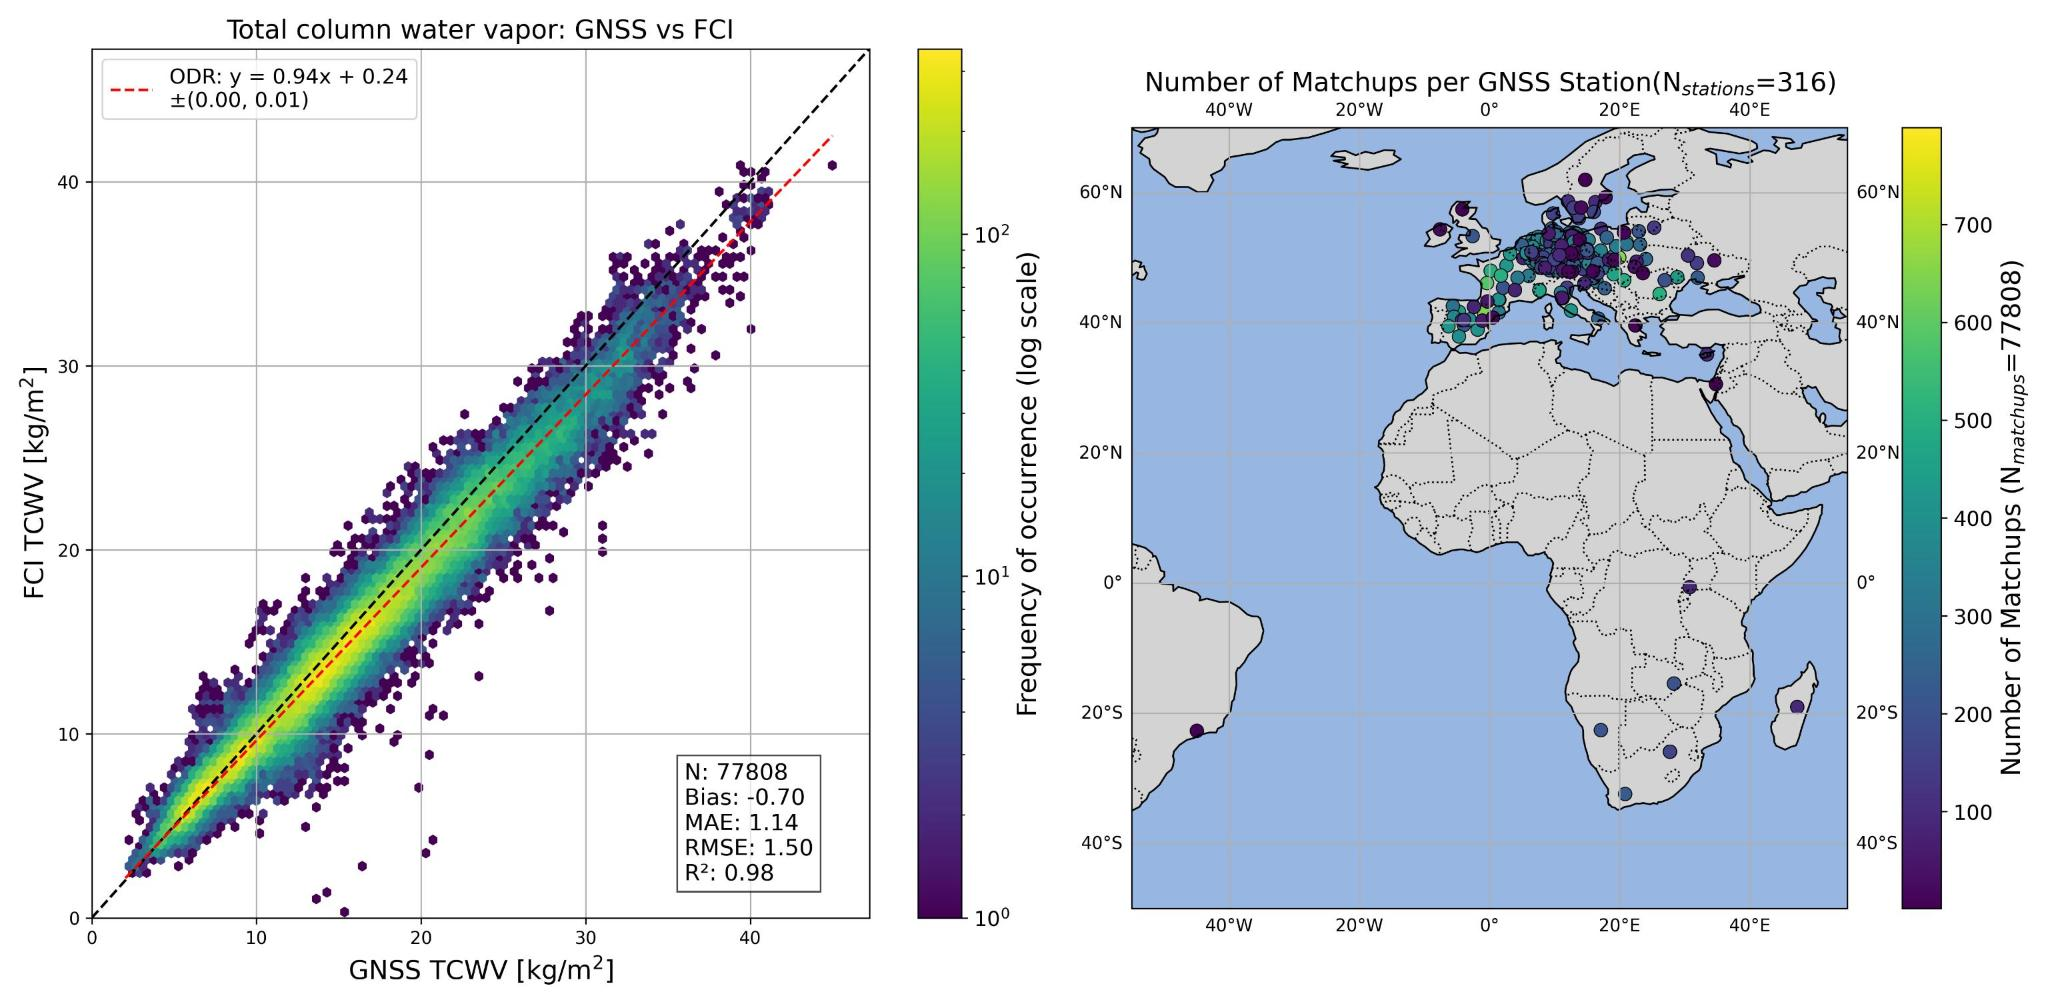 Total column water vapor: GNSS vs FCI
ODR: y = 0.94x + 0.24
±(0.00, 0.01)
40
30
20
10
0
FCI TCWV [kg/m²]
N: 77808
Bias: -0.70
MAE: 1.14
RMSE: 1.50
R²: 0.98
0 10 20 30 40
GNSS TCWV [kg/m²]
10²
10¹
10⁰
Frequency of occurrence (log scale)
Number of Matchups per GNSS Station(Nstations=316)
40°W 20°W 0° 20°E 40°E
60°N 60°N
40°N 40°N
20°N 20°N
0° 0°
20°S 20°S
40°S 40°S
40°W 20°W 0° 20°E 40°E
700
600
500
400
300
200
100
Number of Matchups (Nmatchups=77808)